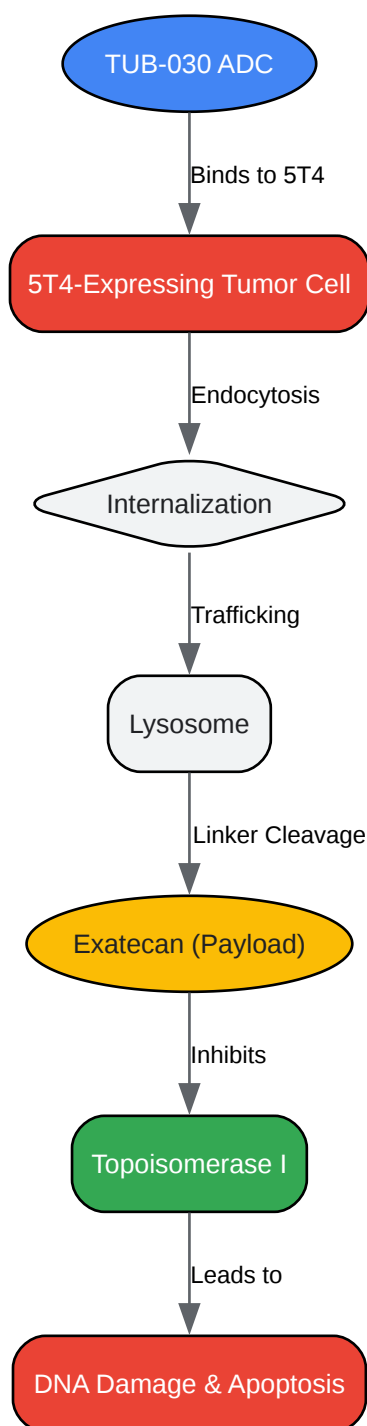 TUB-030 ADC
Binds to 5T4
5T4-Expressing Tumor Cell
Endocytosis
Internalization
Trafficking
Lysosome
Linker Cleavage
Exatecan (Payload)
Inhibits
Topoisomerase I
Leads to
DNA Damage & Apoptosis